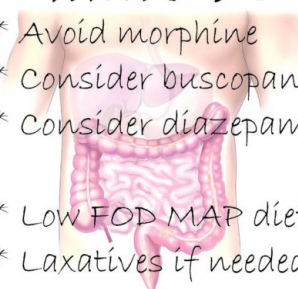 * Avoid morphine
* Consider buscopan
* Consider diazepam
* Low FOD MAP diet
* Laxatives if needed